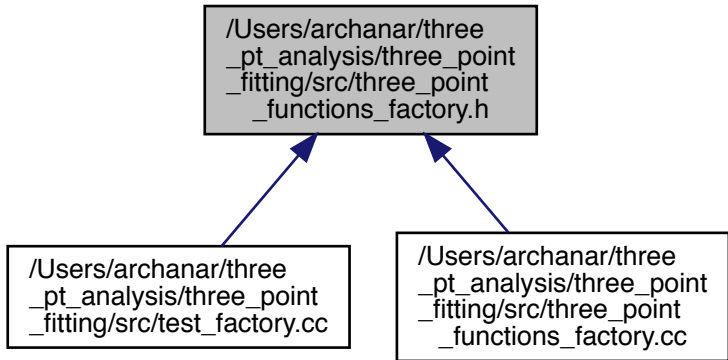 /Users/archanar/three
_pt_analysis/three_point
_fitting/src/three_point
_functions_factory.h
/Users/archanar/three
_pt_analysis/three_point
_fitting/src/test_factory.cc
/Users/archanar/three
_pt_analysis/three_point
_fitting/src/three_point
_functions_factory.cc